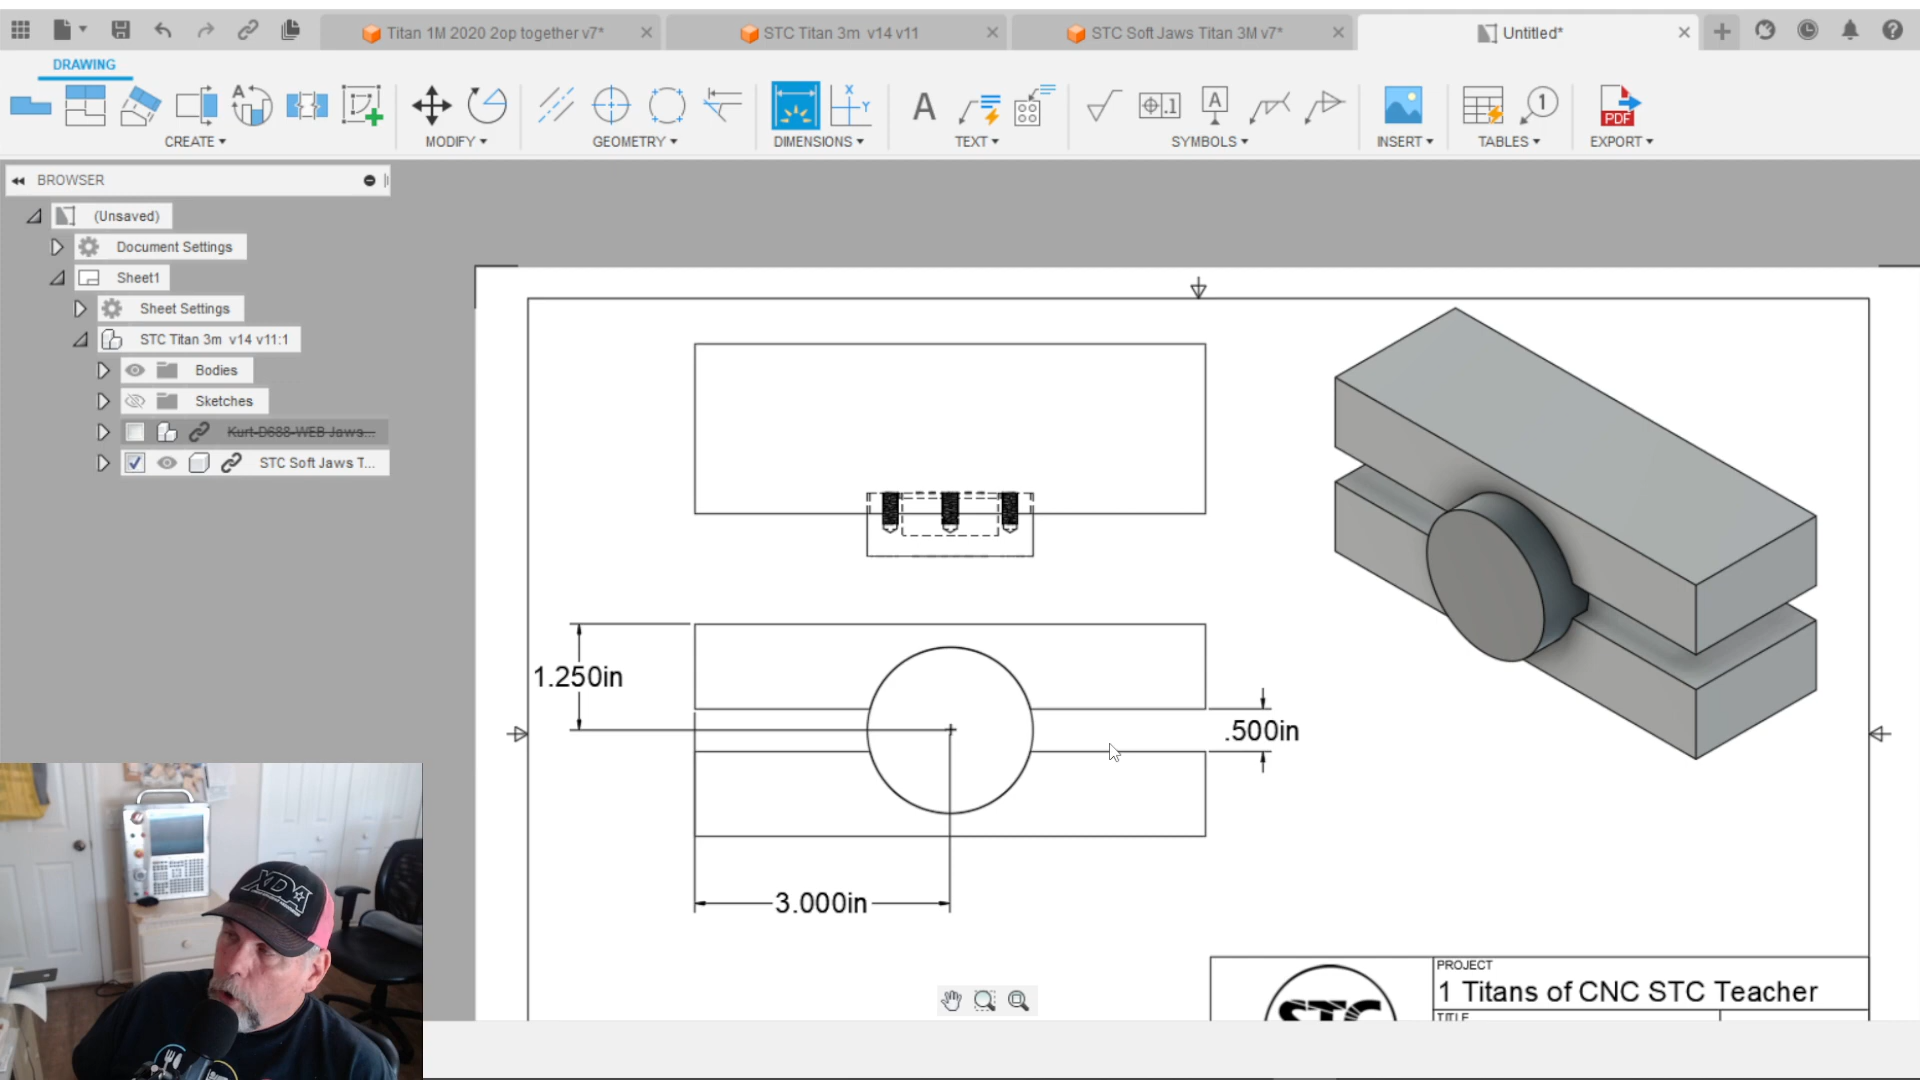 Titan 1M 2020 2op together v7*
STC Titan 3m v14 v11
STC Soft Jaws Titan 3M v7*
Untitled*
DRAWING
CREATE
MODIFY
GEOMETRY
DIMENSIONS
TEXT
SYMBOLS
INSERT
TABLES
EXPORT
BROWSER
(Unsaved)
Document Settings
Sheet1
Sheet Settings
STC Titan 3m v14 v11:1
Bodies
Sketches
Kurt-D688-WEB Jaws...
STC Soft Jaws T...
1.250in
.500in
3.000in
PROJECT
1 Titans of CNC STC Teacher
TITLE
STC
XDA
PDF